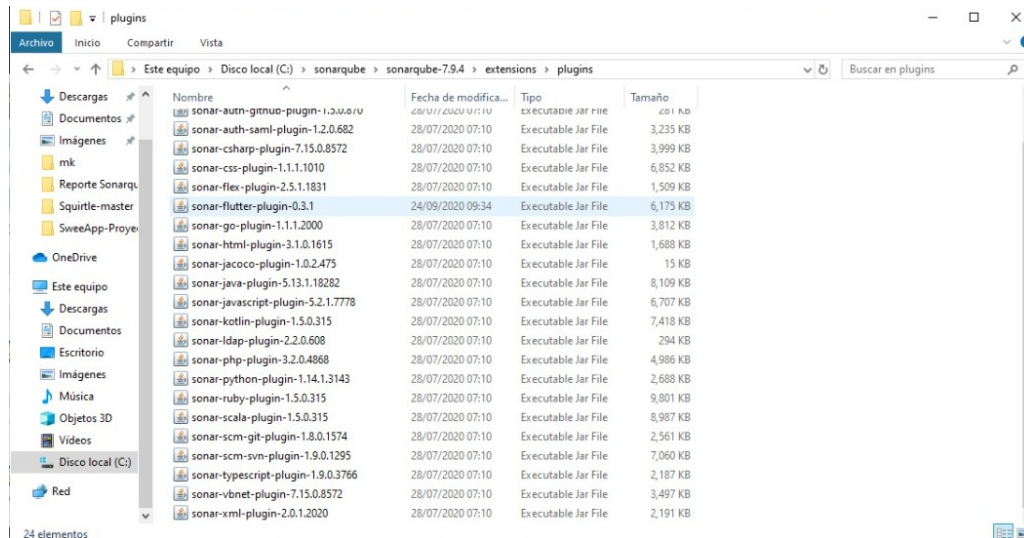 plugins
Archivo Inicio Compartir Vista
Este equipo > Disco local (C:) > sonarqube > sonarqube-7.9.4 > extensions > plugins
Buscar en plugins
Descargas
Documentos
Imágenes
mk
Reporte Sonarqu
Squirtle-master
SweeApp-Proye
OneDrive
Este equipo
Descargas
Documentos
Escritorio
Imágenes
Música
Objetos 3D
Vídeos
Disco local (C:)
Red
Nombre Fecha de modifica... Tipo Tamaño
sonar-auth-github-plugin-1.5.0.870 28/07/2020 07:10 Executable Jar File 281 KB
sonar-auth-saml-plugin-1.2.0.682 28/07/2020 07:10 Executable Jar File 3,235 KB
sonar-csharp-plugin-7.15.0.8572 28/07/2020 07:10 Executable Jar File 3,999 KB
sonar-css-plugin-1.1.1.1010 28/07/2020 07:10 Executable Jar File 6,852 KB
sonar-flex-plugin-2.5.1.1831 28/07/2020 07:10 Executable Jar File 1,509 KB
sonar-flutter-plugin-0.3.1 24/09/2020 09:34 Executable Jar File 6,175 KB
sonar-go-plugin-1.1.1.2000 28/07/2020 07:10 Executable Jar File 3,812 KB
sonar-html-plugin-3.1.0.1615 28/07/2020 07:10 Executable Jar File 1,688 KB
sonar-jacoco-plugin-1.0.2.475 28/07/2020 07:10 Executable Jar File 15 KB
sonar-java-plugin-5.13.1.18282 28/07/2020 07:10 Executable Jar File 8,109 KB
sonar-javascript-plugin-5.2.1.7778 28/07/2020 07:10 Executable Jar File 6,707 KB
sonar-kotlin-plugin-1.5.0.315 28/07/2020 07:10 Executable Jar File 7,418 KB
sonar-ldap-plugin-2.2.0.608 28/07/2020 07:10 Executable Jar File 294 KB
sonar-php-plugin-3.2.0.4868 28/07/2020 07:10 Executable Jar File 4,986 KB
sonar-python-plugin-1.14.1.3143 28/07/2020 07:10 Executable Jar File 2,688 KB
sonar-ruby-plugin-1.5.0.315 28/07/2020 07:10 Executable Jar File 9,801 KB
sonar-scala-plugin-1.5.0.315 28/07/2020 07:10 Executable Jar File 8,987 KB
sonar-scm-git-plugin-1.8.0.1574 28/07/2020 07:10 Executable Jar File 2,561 KB
sonar-scm-svn-plugin-1.9.0.1295 28/07/2020 07:10 Executable Jar File 7,060 KB
sonar-typescript-plugin-1.9.0.3766 28/07/2020 07:10 Executable Jar File 2,187 KB
sonar-vbnet-plugin-7.15.0.8572 28/07/2020 07:10 Executable Jar File 3,497 KB
sonar-xml-plugin-2.0.1.2020 28/07/2020 07:10 Executable Jar File 2,191 KB
24 elementos